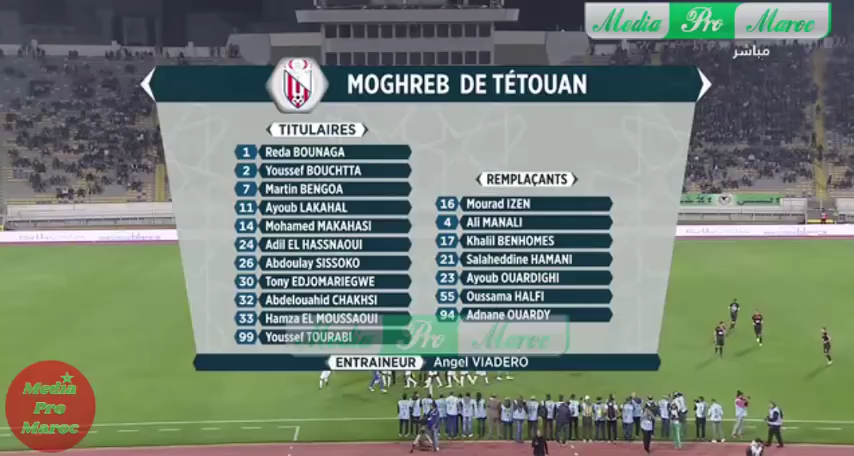 Media Pro Maroc
مباشر
MOGHREB DE TÉTOUAN
TITULAIRES
1 Reda BOUNAGA
2 Youssef BOUCHTTA
7 Martin BENGOA
11 Ayoub LAKAHAL
14 Mohamed MAKAHASI
24 Adil EL HASSNAOUI
26 Abdoulay SISSOKO
30 Tony EDJOMARIEGWE
32 Abdelouahid CHAKHSI
33 Hamza EL MOUSSAOUI
99 Youssef TOURABI
REMPLAÇANTS
16 Mourad IZEN
4 Ali MANALI
17 Khalil BENHOMES
21 Salaheddine HAMANI
23 Ayoub OUARDIGHI
55 Oussama HALFI
94 Adnane OUARDY
Media Pro Maroc
ENTRAINEUR Angel VIADERO
Media
Pro
Maroc